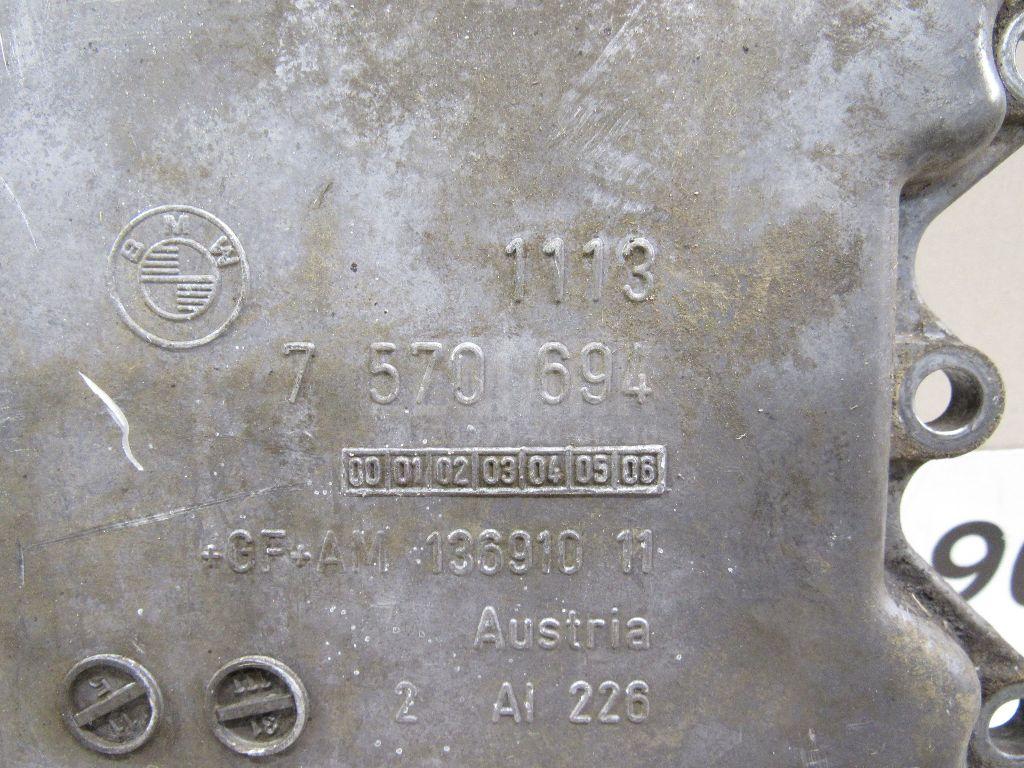 BMW
1113
7 570 694
00 01 02 03 04 05 06
+GF+AM 136910 11
Austria
2 Al 226